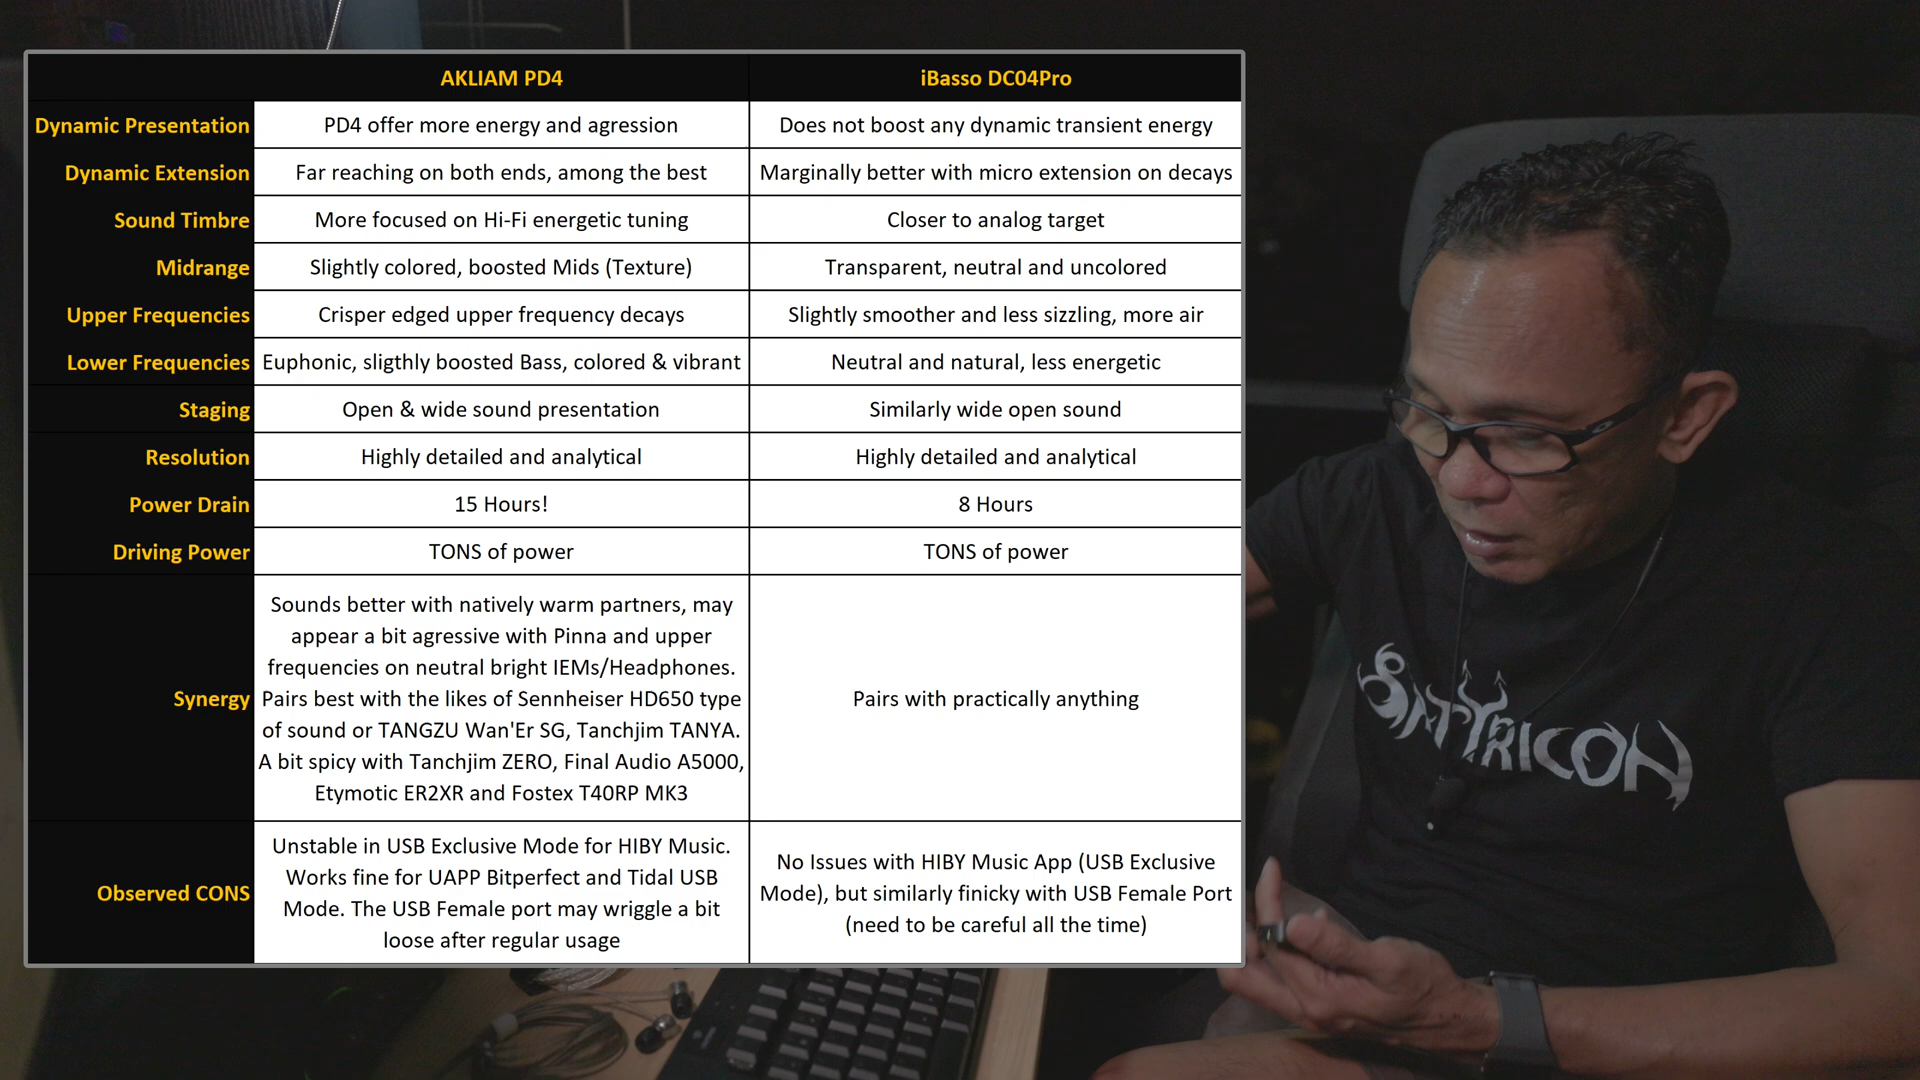 AKLIAM PD4 iBasso DC04Pro
Dynamic Presentation PD4 offer more energy and agression Does not boost any dynamic transient energy
Dynamic Extension Far reaching on both ends, among the best Marginally better with micro extension on decays
Sound Timbre More focused on Hi-Fi energetic tuning Closer to analog target
Midrange Slightly colored, boosted Mids (Texture) Transparent, neutral and uncolored
Upper Frequencies Crisper edged upper frequency decays Slightly smoother and less sizzling, more air
Lower Frequencies Euphonic, sligthly boosted Bass, colored & vibrant Neutral and natural, less energetic
Staging Open & wide sound presentation Similarly wide open sound
Resolution Highly detailed and analytical Highly detailed and analytical
Power Drain 15 Hours! 8 Hours
Driving Power TONS of power TONS of power
Synergy
Sounds better with natively warm partners, may
appear a bit agressive with Pinna and upper
frequencies on neutral bright IEMs/Headphones.
Pairs best with the likes of Sennheiser HD650 type
of sound or TANGZU Wan'Er SG, Tanchjim TANYA.
A bit spicy with Tanchjim ZERO, Final Audio A5000,
Etymotic ER2XR and Fostex T40RP MK3
Pairs with practically anything
Observed CONS
Unstable in USB Exclusive Mode for HIBY Music.
Works fine for UAPP Bitperfect and Tidal USB
Mode. The USB Female port may wriggle a bit
loose after regular usage
No Issues with HIBY Music App (USB Exclusive
Mode), but similarly finicky with USB Female Port
(need to be careful all the time)
SATYRICON